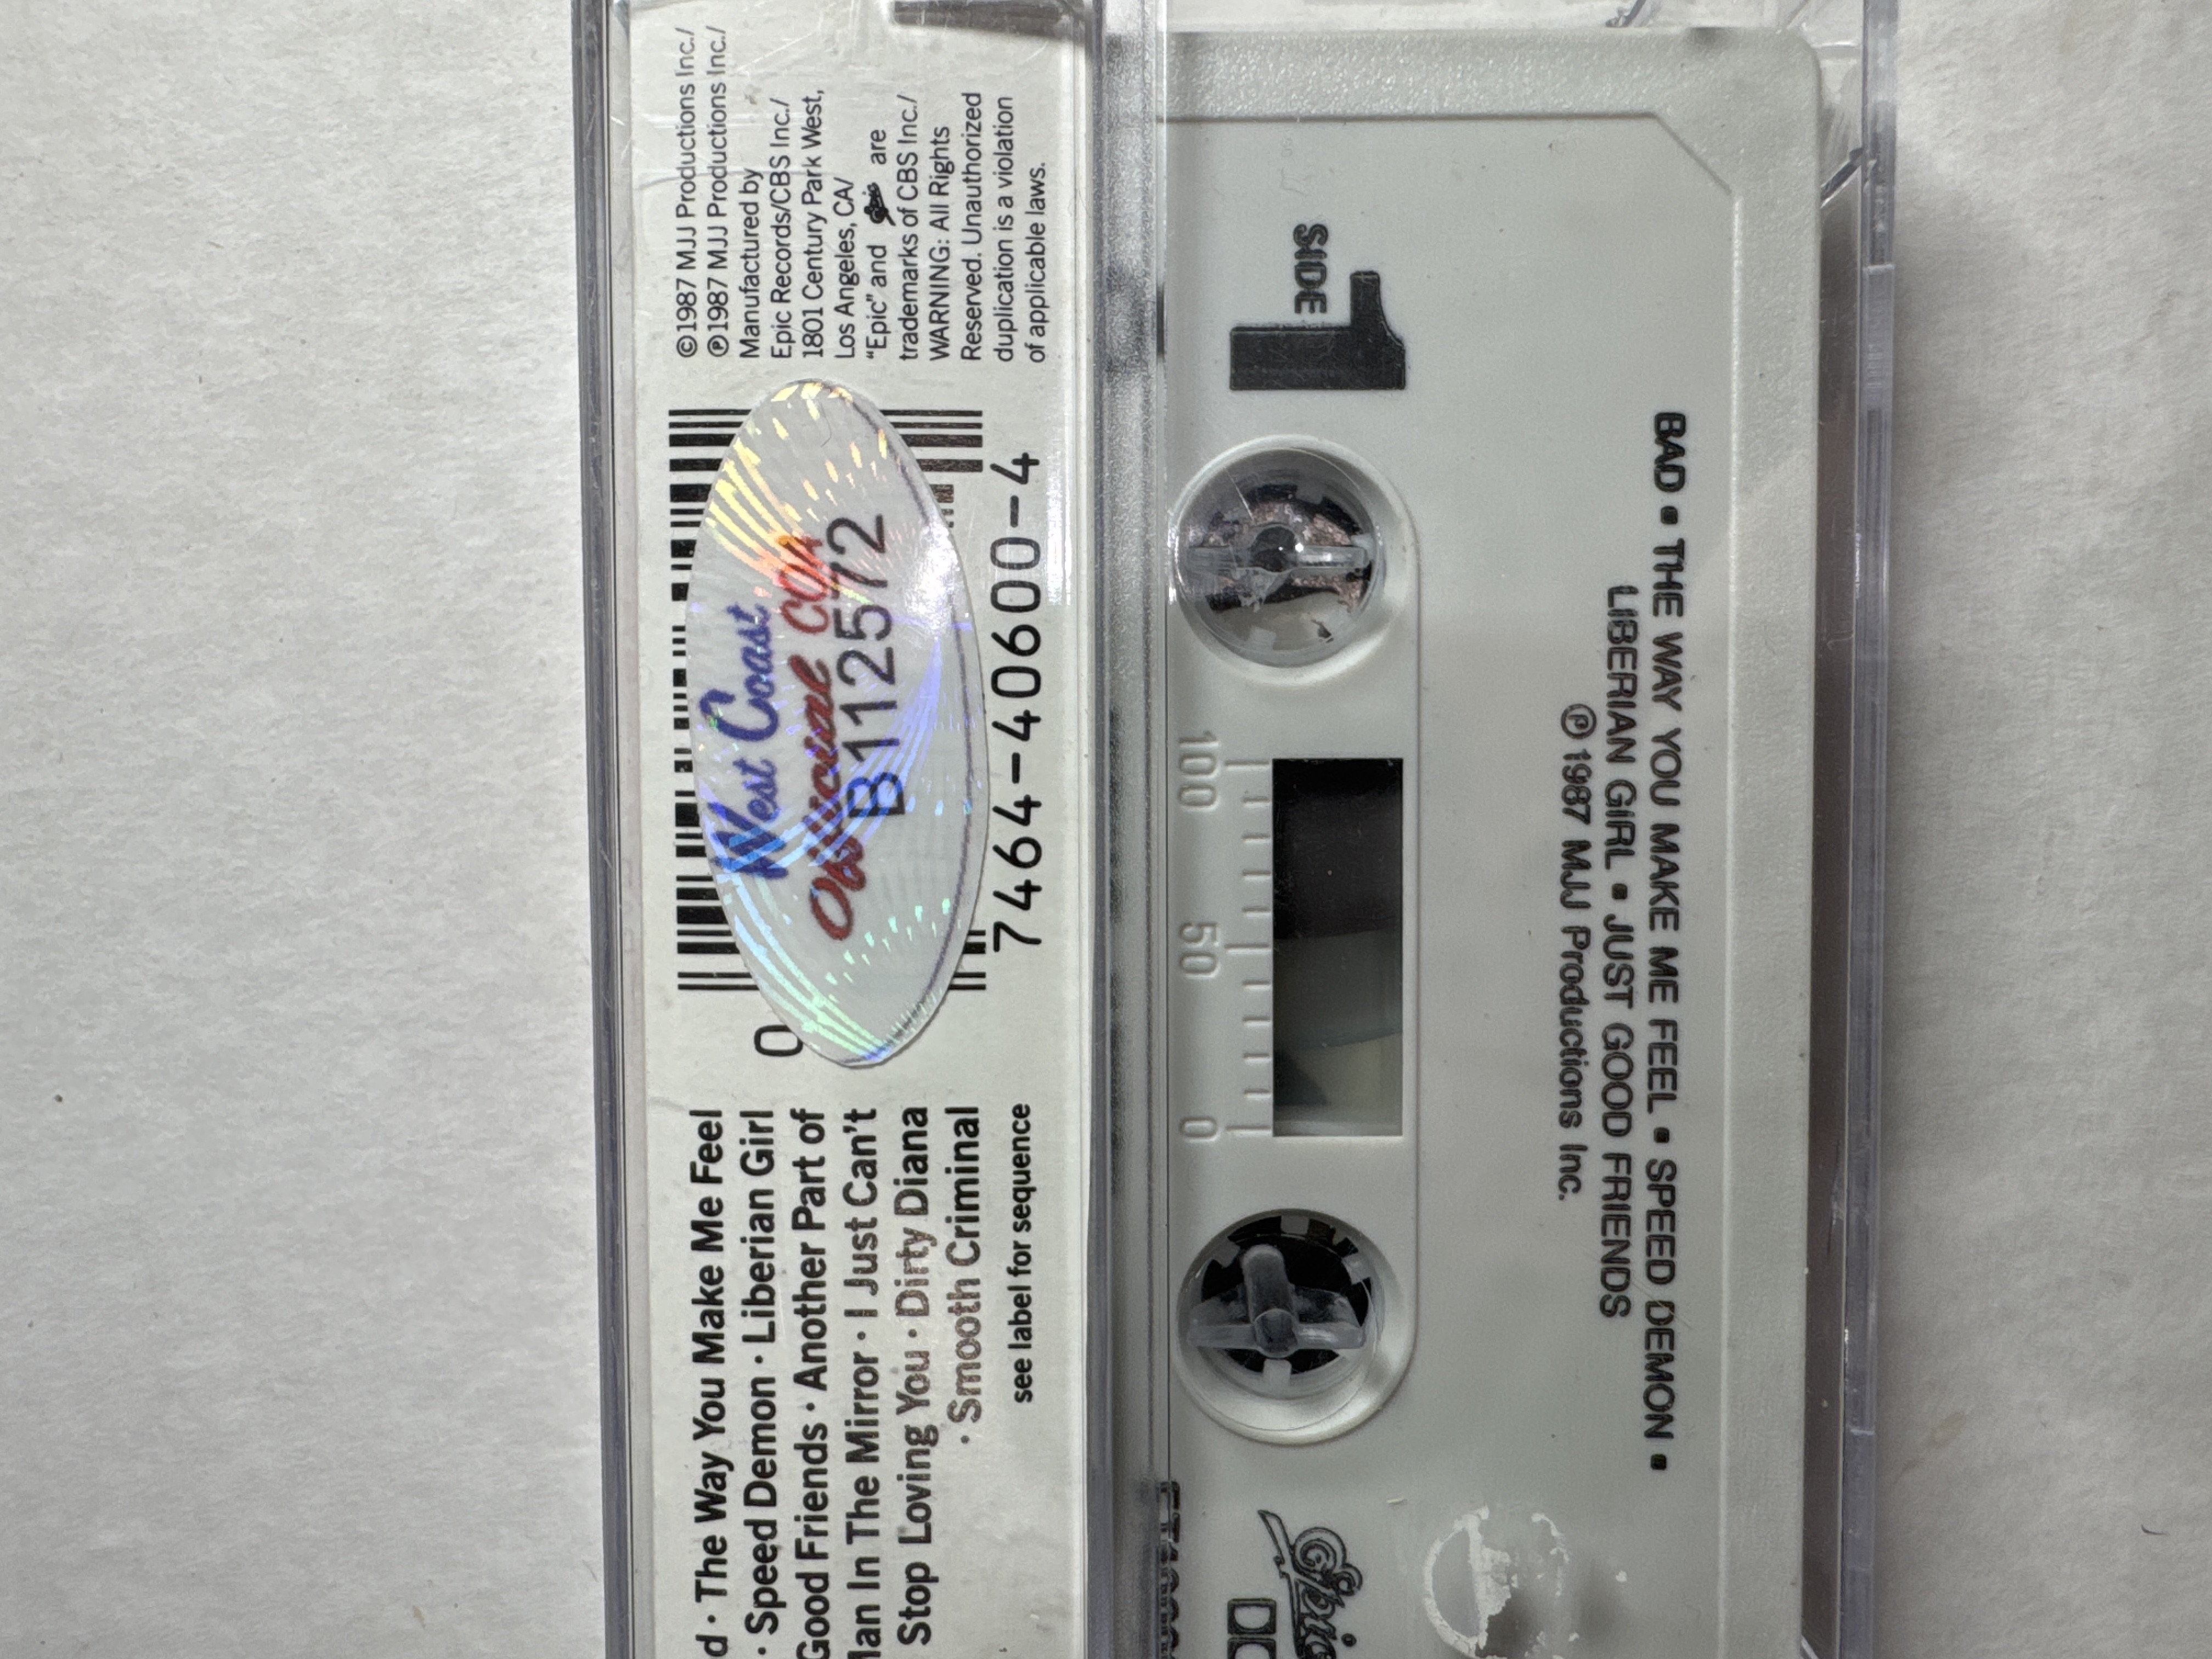 ©1987 MJJ Productions Inc./
℗1987 MJJ Productions Inc./
Manufactured by
Epic Records/CBS Inc./
1801 Century Park West,
Los Angeles, CA/
"Epic" and Epic are
trademarks of CBS Inc./
WARNING: All Rights
Reserved. Unauthorized
duplication is a violation
of applicable laws.
West Coast
COA
B112572
0
7464-40600-4
d · The Way You Make Me Feel
· Speed Demon · Liberian Girl
Good Friends · Another Part of
an In The Mirror · I Just Can't
Stop Loving You · Dirty Diana
· Smooth Criminal
see label for sequence
SIDE
1
100
50
0
Epic
BAD • THE WAY YOU MAKE ME FEEL • SPEED DEMON •
LIBERIAN GIRL • JUST GOOD FRIENDS
℗ 1987 MJJ Productions Inc.